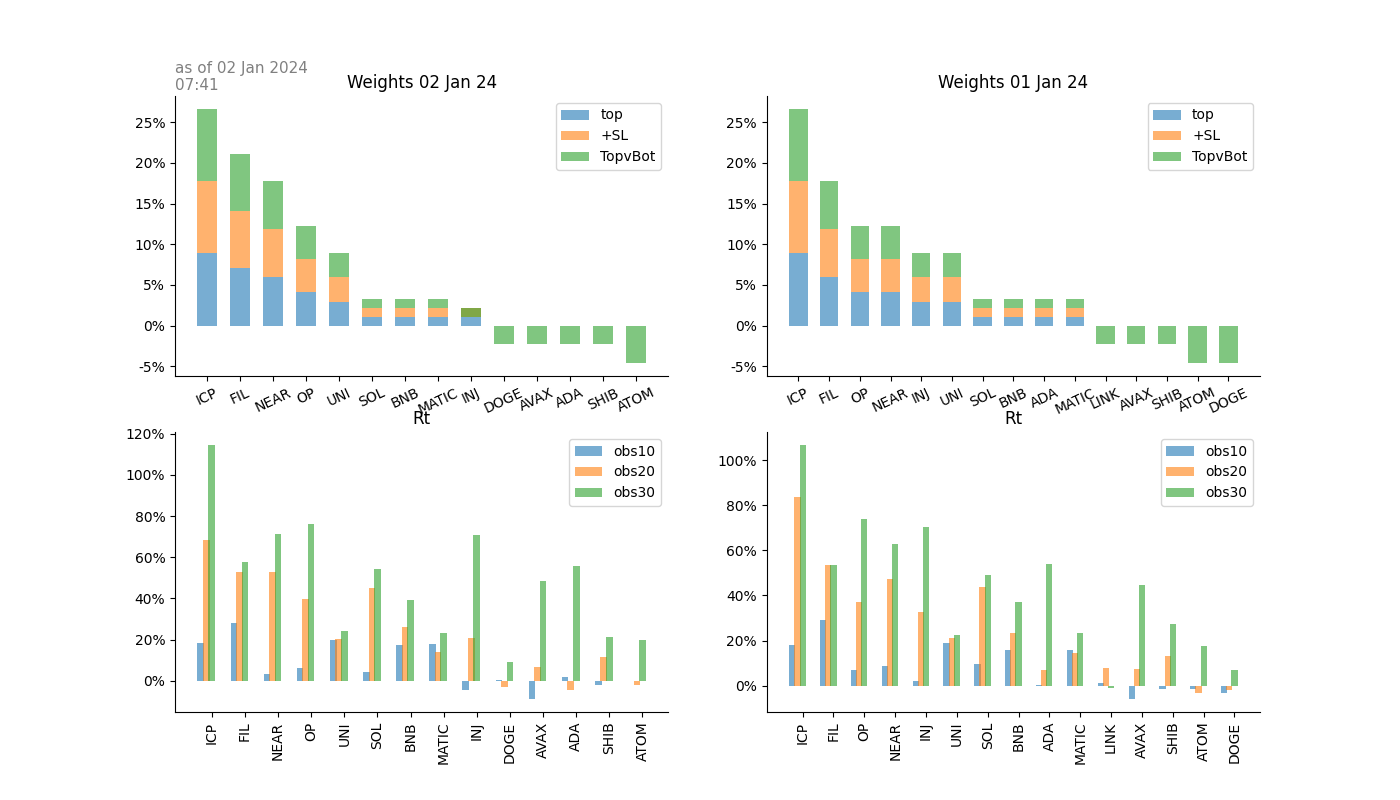 as of 02 Jan 2024
07:41
Weights 02 Jan 24
25%
20%
15%
10%
5%
0%
-5%
top
+SL
TopvBot
ICP FIL NEAR OP UNI SOL BNB MATIC INJ DOGE AVAX ADA SHIB ATOM
Weights 01 Jan 24
25%
20%
15%
10%
5%
0%
-5%
top
+SL
TopvBot
ICP FIL OP NEAR INJ UNI SOL BNB ADA MATIC LINK AVAX SHIB ATOM DOGE
Rt
120%
100%
80%
60%
40%
20%
0%
obs10
obs20
obs30
ICP FIL NEAR OP UNI SOL BNB MATIC INJ DOGE AVAX ADA SHIB ATOM
Rt
100%
80%
60%
40%
20%
0%
obs10
obs20
obs30
ICP FIL OP NEAR INJ UNI SOL BNB ADA MATIC LINK AVAX SHIB ATOM DOGE